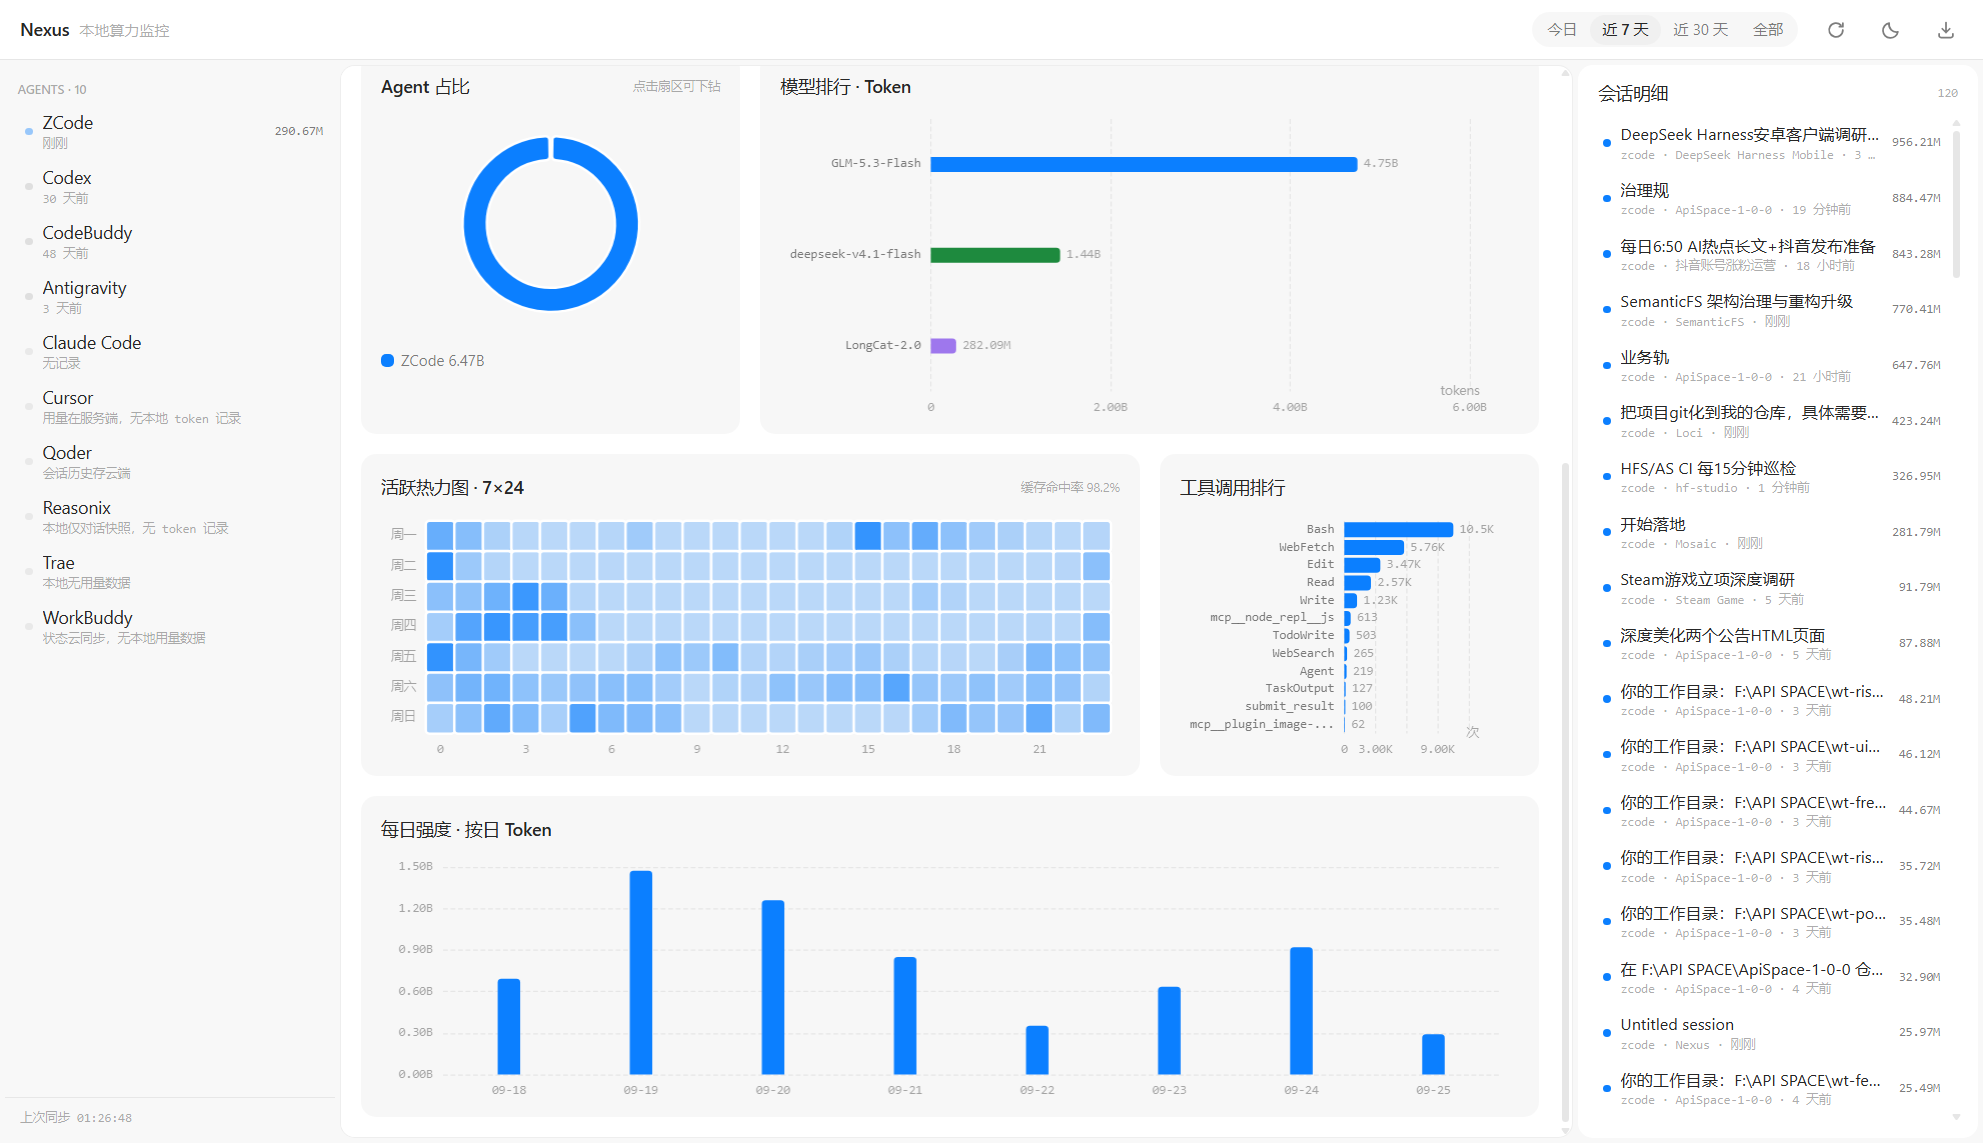 Nexus 本地算力监控
今日 近 7 天 近 30 天 全部
AGENTS · 10
ZCode
刚刚
290.67M
Codex
30 天前
CodeBuddy
48 天前
Antigravity
3 天前
Claude Code
无记录
Cursor
用量在服务端，无本地 token 记录
Qoder
会话历史存云端
Reasonix
本地仅对话快照，无 token 记录
Trae
本地无用量数据
WorkBuddy
状态云同步，无本地用量数据
上次同步 01:26:48
Agent 占比
点击扇区可下钻
ZCode 6.47B
模型排行 · Token
GLM-5.3-Flash 4.75B
deepseek-v4.1-flash 1.44B
LongCat-2.0 282.09M
tokens
0 2.00B 4.00B 6.00B
活跃热力图 · 7×24
缓存命中率 98.2%
周一
周二
周三
周四
周五
周六
周日
0 3 6 9 12 15 18 21
工具调用排行
Bash 10.5K
WebFetch 5.76K
Edit 3.47K
Read 2.57K
Write 1.23K
mcp__node_repl__js 613
TodoWrite 503
WebSearch 265
Agent 219
TaskOutput 127
submit_result 100
mcp__plugin_image-... 62
次
0 3.00K 9.00K
每日强度 · 按日 Token
1.50B
1.20B
0.90B
0.60B
0.30B
0.00B
09-18 09-19 09-20 09-21 09-22 09-23 09-24 09-25
会话明细
120
DeepSeek Harness安卓客户端调研...
zcode · DeepSeek Harness Mobile · 3 …
956.21M
治理规
zcode · ApiSpace-1-0-0 · 19 分钟前
884.47M
每日6:50 AI热点长文+抖音发布准备
zcode · 抖音账号涨粉运营 · 18 小时前
843.28M
SemanticFS 架构治理与重构升级
zcode · SemanticFS · 刚刚
770.41M
业务轨
zcode · ApiSpace-1-0-0 · 21 小时前
647.76M
把项目git化到我的仓库，具体需要...
zcode · Loci · 刚刚
423.24M
HFS/AS CI 每15分钟巡检
zcode · hf-studio · 1 分钟前
326.95M
开始落地
zcode · Mosaic · 刚刚
281.79M
Steam游戏立项深度调研
zcode · Steam Game · 5 天前
91.79M
深度美化两个公告HTML页面
zcode · ApiSpace-1-0-0 · 5 天前
87.88M
你的工作目录：F:\API SPACE\wt-ris...
zcode · ApiSpace-1-0-0 · 3 天前
48.21M
你的工作目录：F:\API SPACE\wt-ui...
zcode · ApiSpace-1-0-0 · 3 天前
46.12M
你的工作目录：F:\API SPACE\wt-fre...
zcode · ApiSpace-1-0-0 · 3 天前
44.67M
你的工作目录：F:\API SPACE\wt-ris...
zcode · ApiSpace-1-0-0 · 3 天前
35.72M
你的工作目录：F:\API SPACE\wt-po...
zcode · ApiSpace-1-0-0 · 3 天前
35.48M
在 F:\API SPACE\ApiSpace-1-0-0 仓...
zcode · ApiSpace-1-0-0 · 4 天前
32.90M
Untitled session
zcode · Nexus · 刚刚
25.97M
你的工作目录：F:\API SPACE\wt-fe...
zcode · ApiSpace-1-0-0 · 4 天前
25.49M